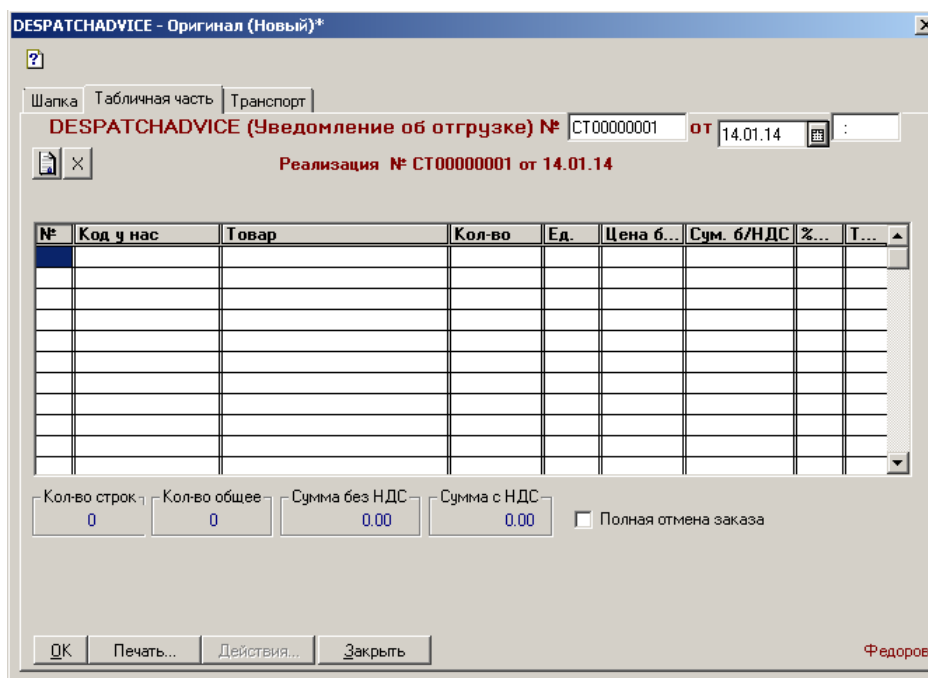 DESPATCHADVICE - Оригинал (Новый)*
Шапка Табличная часть Транспорт
DESPATCHADVICE (Уведомление об отгрузке) № СТ00000001 от 14.01.14 :
Реализация № СТ00000001 от 14.01.14
№ Код у нас Товар Кол-во Ед. Цена б... Сум. б/НДС %... Т...
Кол-во строк Кол-во общее Сумма без НДС Сумма с НДС
0 0 0.00 0.00 Полная отмена заказа
OK Печать... Действия... Закрыть Федоров